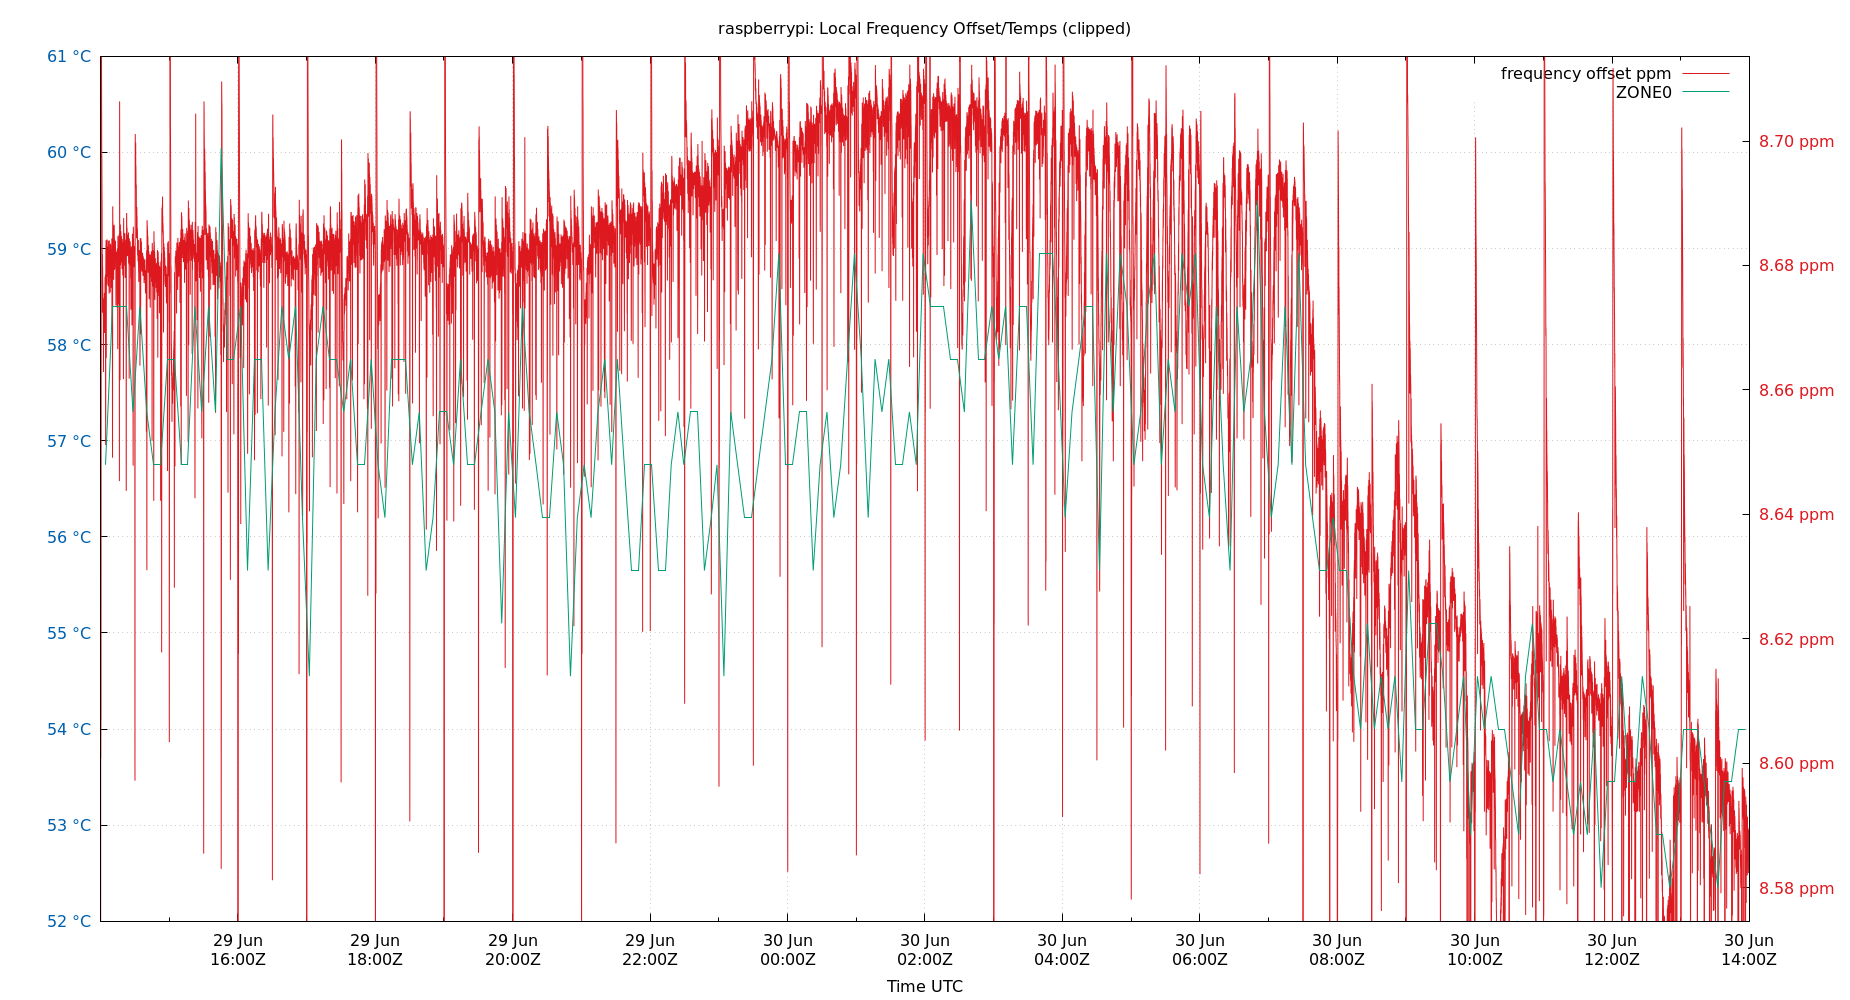 raspberrypi: Local Frequency Offset/Temps (clipped)
61 °C
60 °C
59 °C
58 °C
57 °C
56 °C
55 °C
54 °C
53 °C
52 °C
frequency offset ppm
ZONE0
8.70 ppm
8.68 ppm
8.66 ppm
8.64 ppm
8.62 ppm
8.60 ppm
8.58 ppm
29 Jun 29 Jun 29 Jun 29 Jun 30 Jun 30 Jun 30 Jun 30 Jun 30 Jun 30 Jun 30 Jun 30 Jun
16:00Z 18:00Z 20:00Z 22:00Z 00:00Z 02:00Z 04:00Z 06:00Z 08:00Z 10:00Z 12:00Z 14:00Z
Time UTC